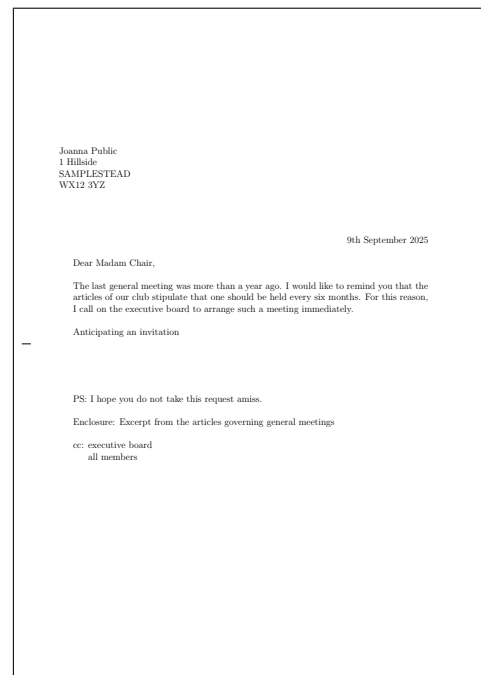 Joanna Public
1 Hillside
SAMPLESTEAD
WX12 3YZ
9th September 2025
Dear Madam Chair,
The last general meeting was more than a year ago. I would like to remind you that the
articles of our club stipulate that one should be held every six months. For this reason,
I call on the executive board to arrange such a meeting immediately.
Anticipating an invitation
PS: I hope you do not take this request amiss.
Enclosure: Excerpt from the articles governing general meetings
cc: executive board
all members